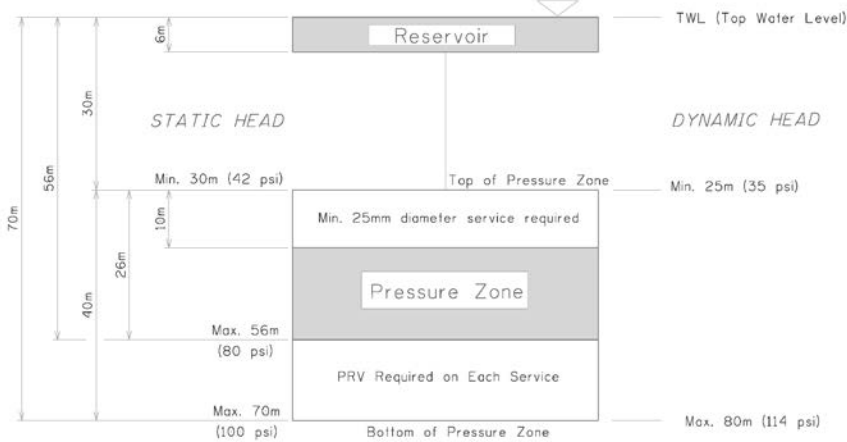 TWL (Top Water Level)
6m
Reservoir
30m
STATIC HEAD
DYNAMIC HEAD
56m
70m
Min. 30m (42 psi)
Top of Pressure Zone
Min. 25m (35 psi)
10m
Min. 25mm diameter service required
26m
40m
Pressure Zone
Max. 56m
(80 psi)
PRV Required on Each Service
Max. 70m
(100 psi)
Bottom of Pressure Zone
Max. 80m (114 psi)